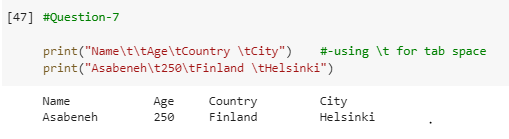 [47] #Question-7
print("Name\t\tAge\tCountry \tCity")    #-using \t for tab space
print("Asabeneh\t250\tFinland \tHelsinki")
Name            Age     Country         City
Asabeneh        250     Finland         Helsinki    .